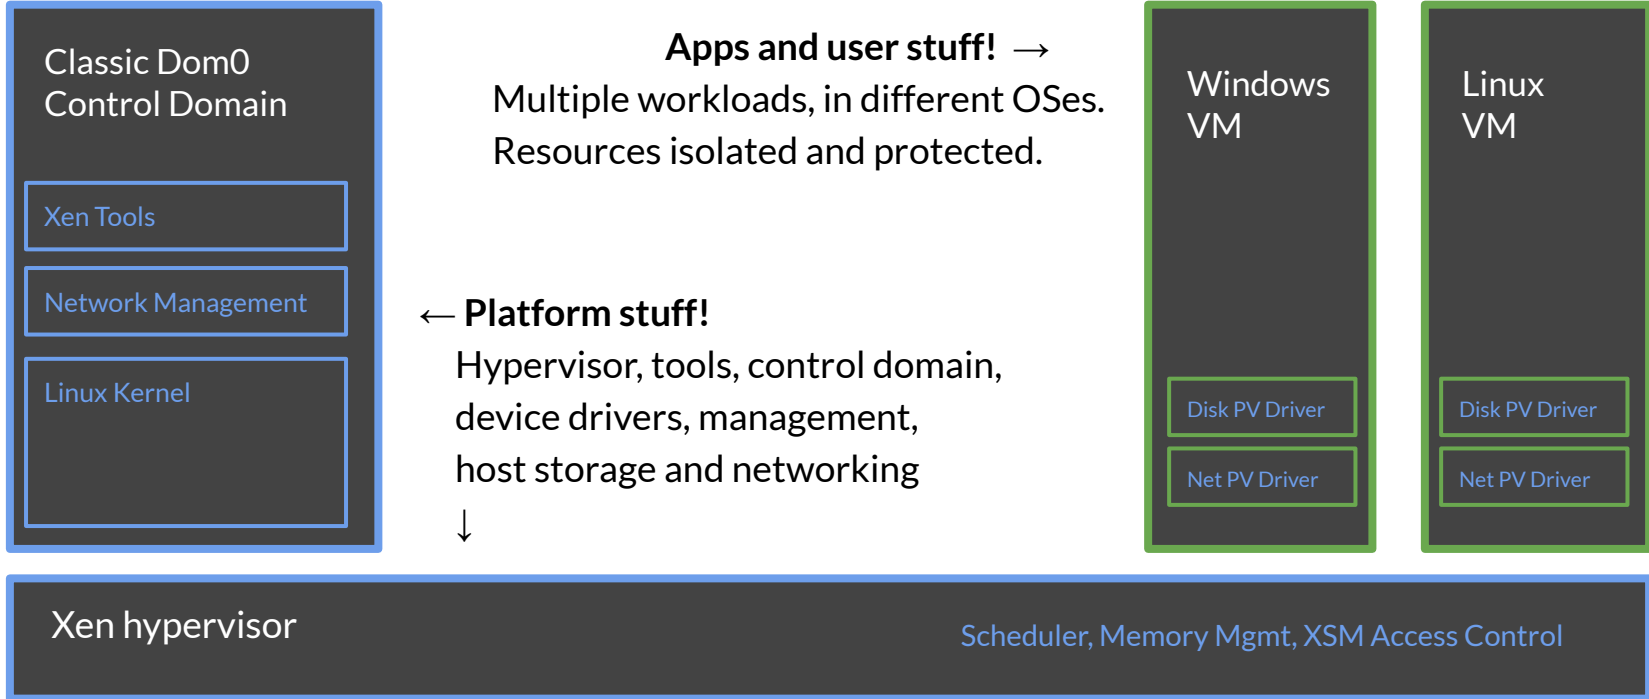 Classic Dom0
Control Domain
Xen Tools
Network Management
Linux Kernel
Apps and user stuff! →
Multiple workloads, in different OSes.
Resources isolated and protected.
← Platform stuff!
Hypervisor, tools, control domain,
device drivers, management,
host storage and networking
↓
Windows
VM
Disk PV Driver
Net PV Driver
Linux
VM
Disk PV Driver
Net PV Driver
Xen hypervisor
Scheduler, Memory Mgmt, XSM Access Control